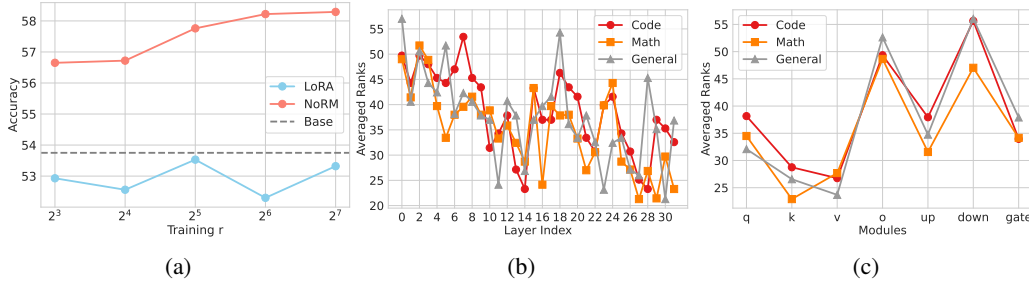 58
57
56
55
54
53
Accuracy
LoRA
NoRM
Base
2^3 2^4 2^5 2^6 2^7
Training r
(a)
55
50
45
40
35
30
25
20
Averaged Ranks
Code
Math
General
0 2 4 6 8 10 12 14 16 18 20 22 24 26 28 30
Layer Index
(b)
55
50
45
40
35
30
25
Averaged Ranks
Code
Math
General
q k v o up down gate
Modules
(c)